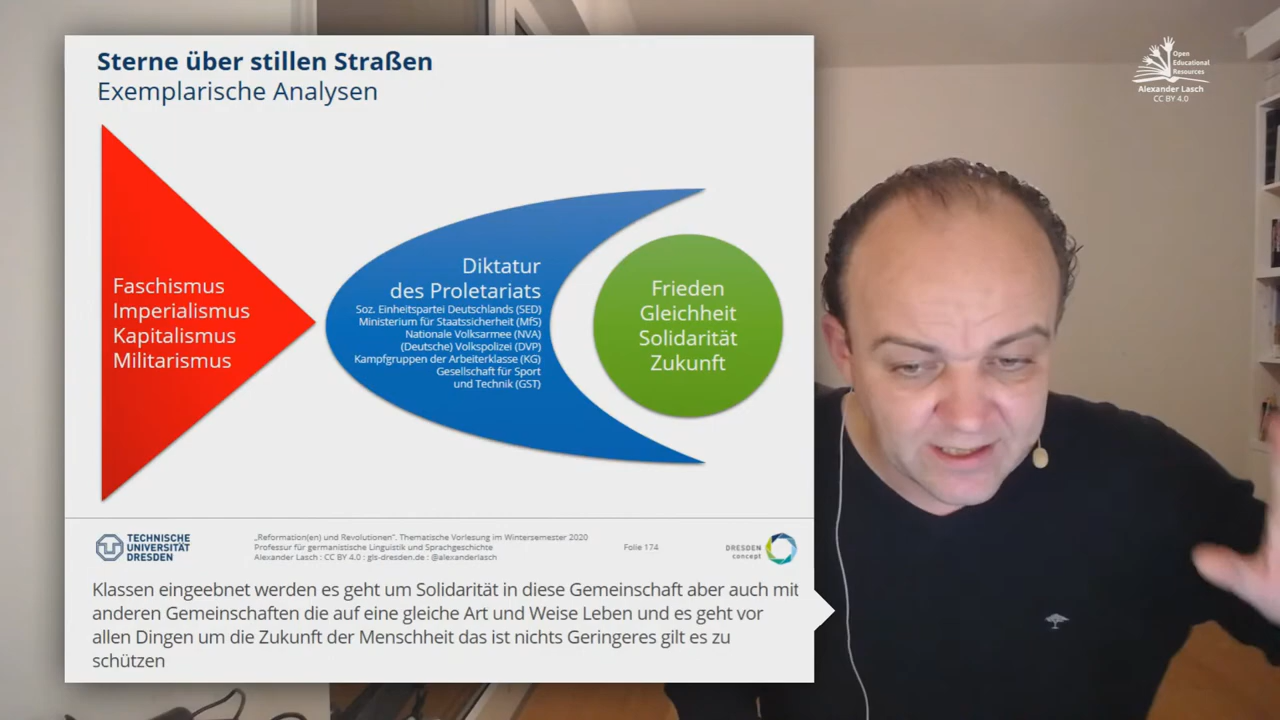 Sterne über stillen Straßen
Exemplarische Analysen
Faschismus
Imperialismus
Kapitalismus
Militarismus
Diktatur
des Proletariats
Soz. Einheitspartei Deutschlands (SED)
Ministerium für Staatssicherheit (MfS)
Nationale Volksarmee (NVA)
(Deutsche) Volkspolizei (DVP)
Kampfgruppen der Arbeiterklasse (KG)
Gesellschaft für Sport
und Technik (GST)
Frieden
Gleichheit
Solidarität
Zukunft
TECHNISCHE
UNIVERSITÄT
DRESDEN
„Reformation(en) und Revolutionen“. Thematische Vorlesung im Wintersemester 2020
Professur für germanistische Linguistik und Sprachgeschichte
Alexander Lasch : CC BY 4.0 : gls-dresden.de : @alexanderlasch
Folie 174
DRESDEN
concept
Klassen eingeebnet werden es geht um Solidarität in diese Gemeinschaft aber auch mit
anderen Gemeinschaften die auf eine gleiche Art und Weise Leben und es geht vor
allen Dingen um die Zukunft der Menschheit das ist nichts Geringeres gilt es zu
schützen
Open
Educational
Resources
Alexander Lasch
CC BY 4.0